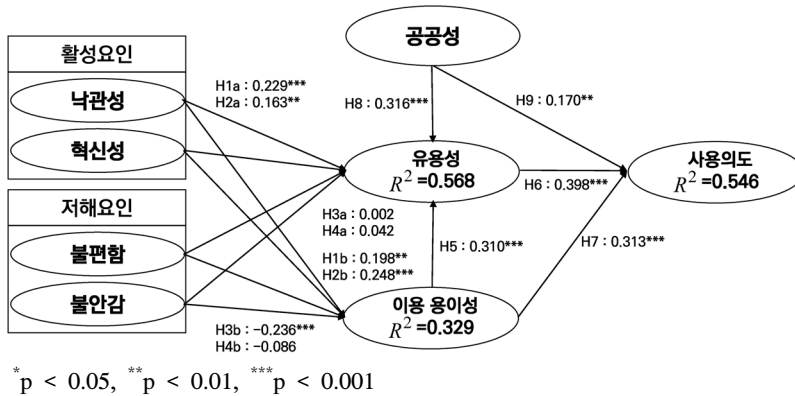 공공성
활성요인
낙관성
혁신성
H1a : 0.229***
H2a : 0.163**
H8 : 0.316***
H9 : 0.170**
유용성
R²=0.568
사용의도
R²=0.546
H6 : 0.398***
저해요인
불편함
불안감
H3a : 0.002
H4a : 0.042
H1b : 0.198**
H2b : 0.248***
H5 : 0.310***
H7 : 0.313***
이용 용이성
R²=0.329
H3b : -0.236***
H4b : -0.086
*p < 0.05, **p < 0.01, ***p < 0.001